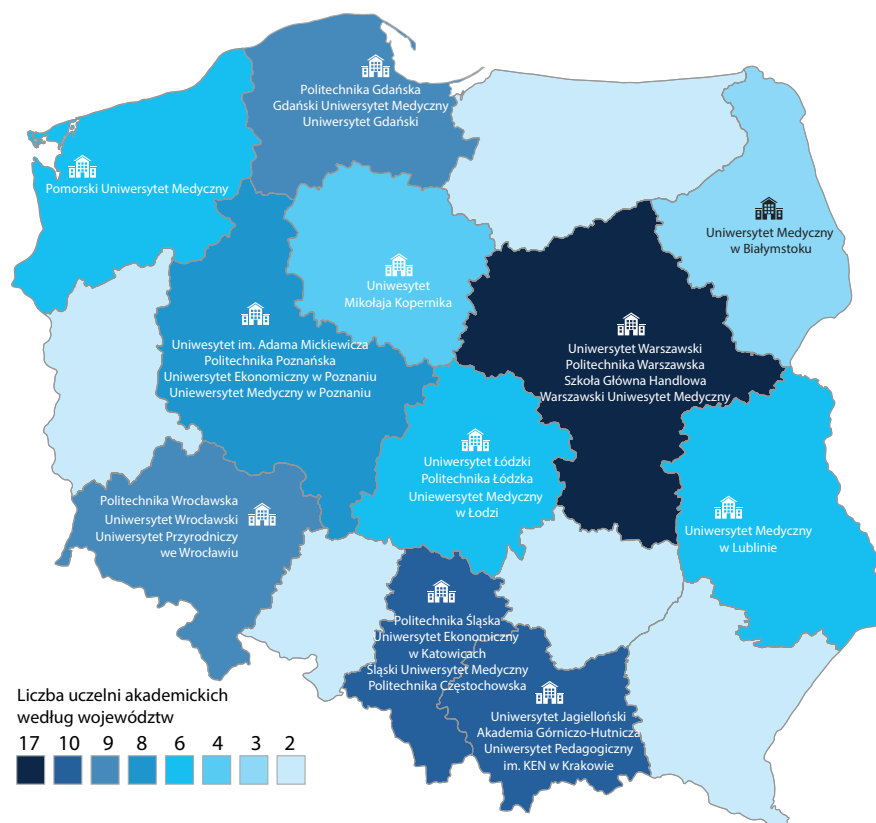 Politechnika Gdańska
Gdański Uniwersytet Medyczny
Uniwersytet Gdański
Pomorski Uniwersytet Medyczny
Uniwersytet Medyczny
w Białymstoku
Uniwesytet
Mikołaja Kopernika
Uniwesytet im. Adama Mickiewicza
Politechnika Poznańska
Uniwersytet Ekonomiczny w Poznaniu
Uniewersytet Medyczny w Poznaniu
Uniwersytet Warszawski
Politechnika Warszawska
Szkoła Główna Handlowa
Warszawski Uniwesytet Medyczny
Uniwersytet Łódzki
Politechnika Łódzka
Uniewersytet Medyczny
w Łodzi
Politechnika Wrocławska
Uniwersytet Wrocławski
Uniwersytet Przyrodniczy
we Wrocławiu
Uniwersytet Medyczny
w Lublinie
Politechnika Śląska
Uniwersytet Ekonomiczny
w Katowicach
Śląski Uniwersytet Medyczny
Politechnika Częstochowska
Uniwersytet Jagielloński
Akademia Górniczo-Hutnicza
Uniwersytet Pedagogiczny
im. KEN w Krakowie
Liczba uczelni akademickich
według województw
17 10 9 8 6 4 3 2